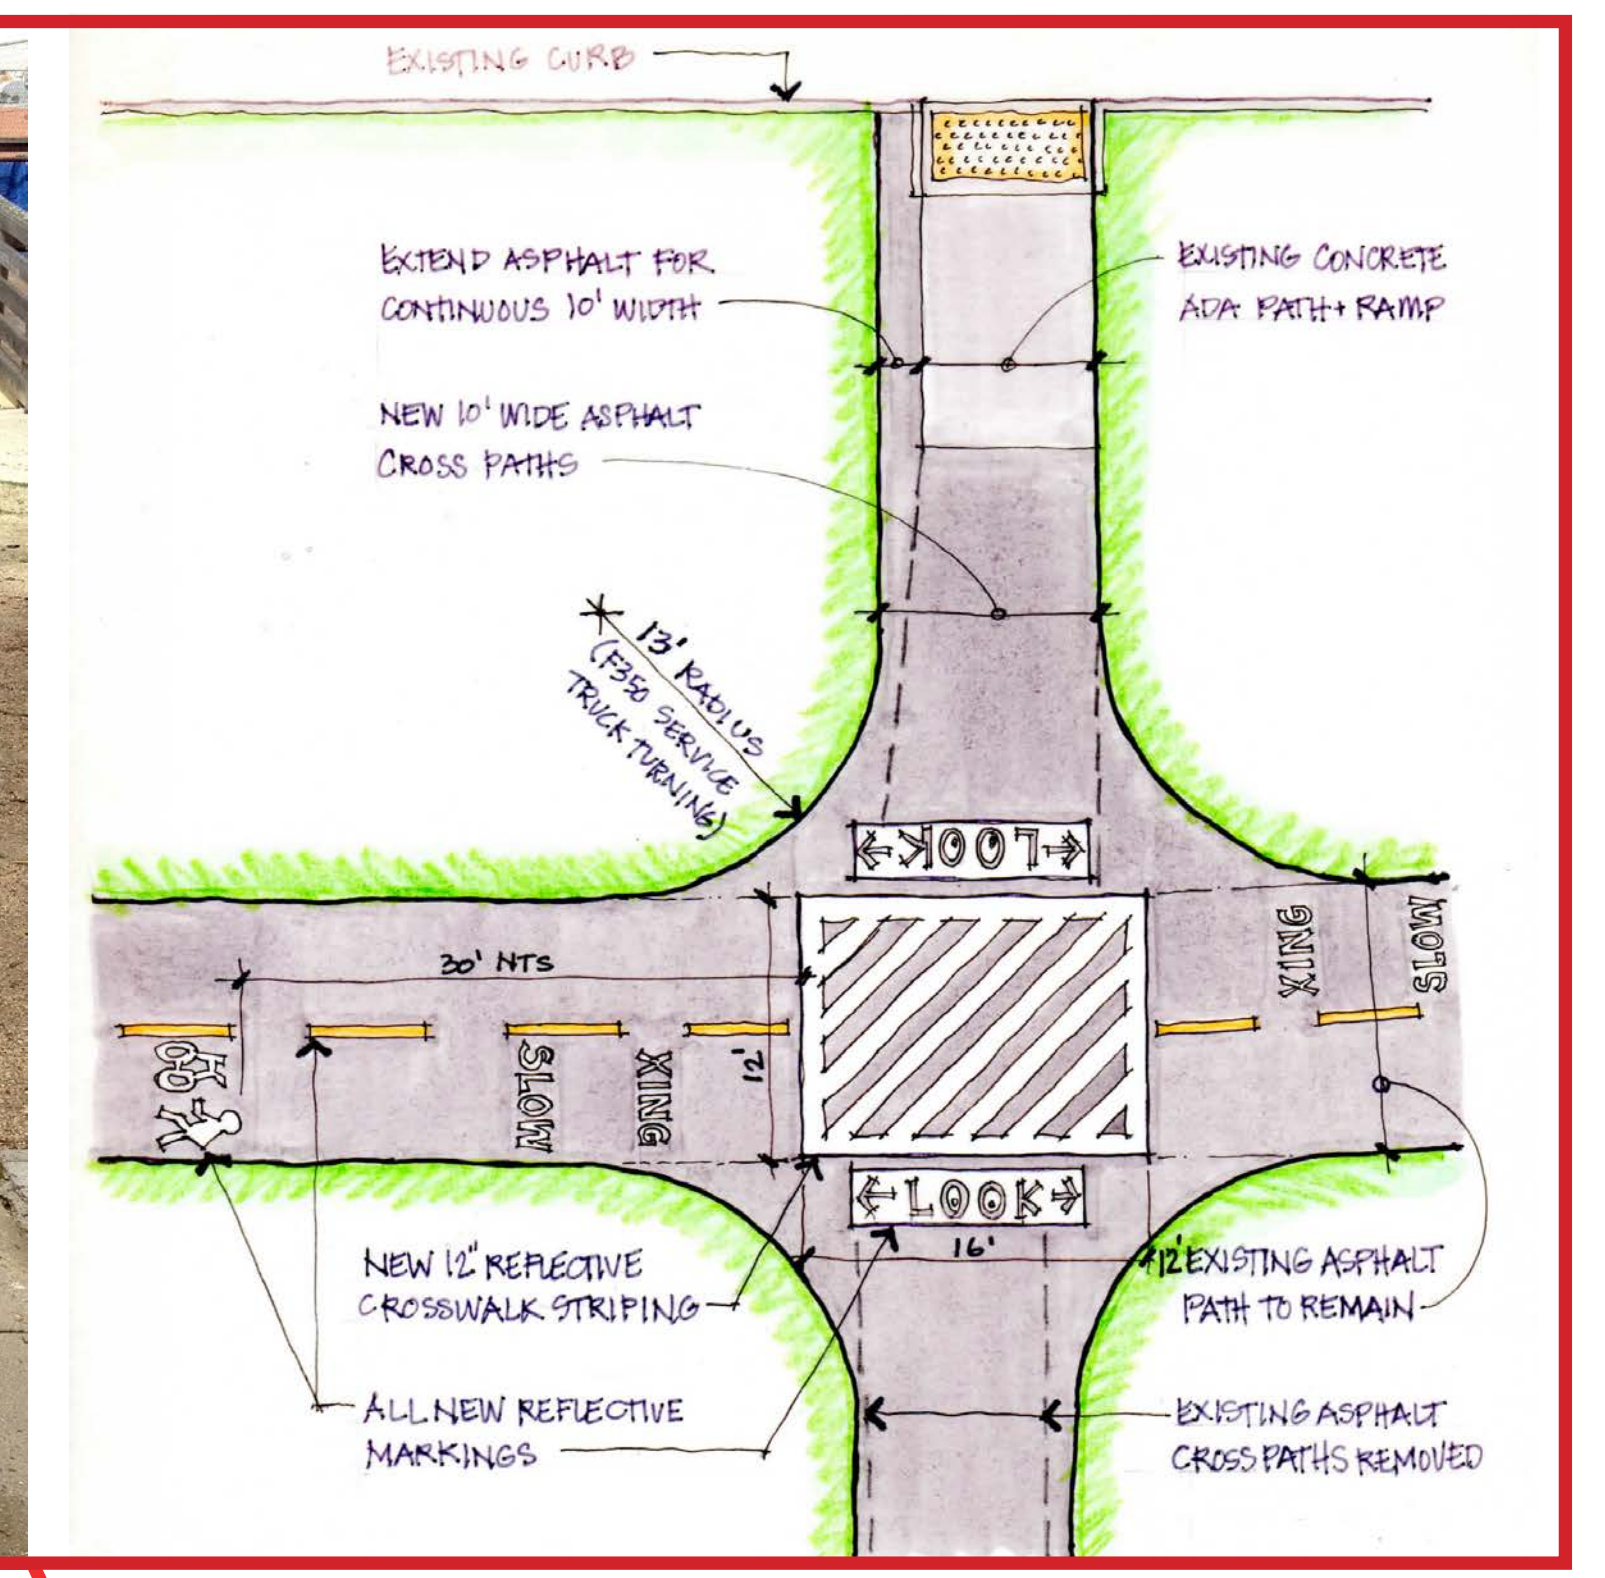 EXISTING CURB
EXTEND ASPHALT FOR
CONTINUOUS 10' WIDTH
EXISTING CONCRETE
ADA PATH + RAMP
NEW 10' WIDE ASPHALT
CROSS PATHS
13' RADIUS
(F350 SERVICE
TRUCK TURNING)
LOOK
30' NTS
XING
SLOW
12'
SLOW
XING
LOOK
16'
NEW 12" REFLECTIVE
CROSSWALK STRIPING
12' EXISTING ASPHALT
PATH TO REMAIN
ALL NEW REFLECTIVE
MARKINGS
EXISTING ASPHALT
CROSS PATHS REMOVED